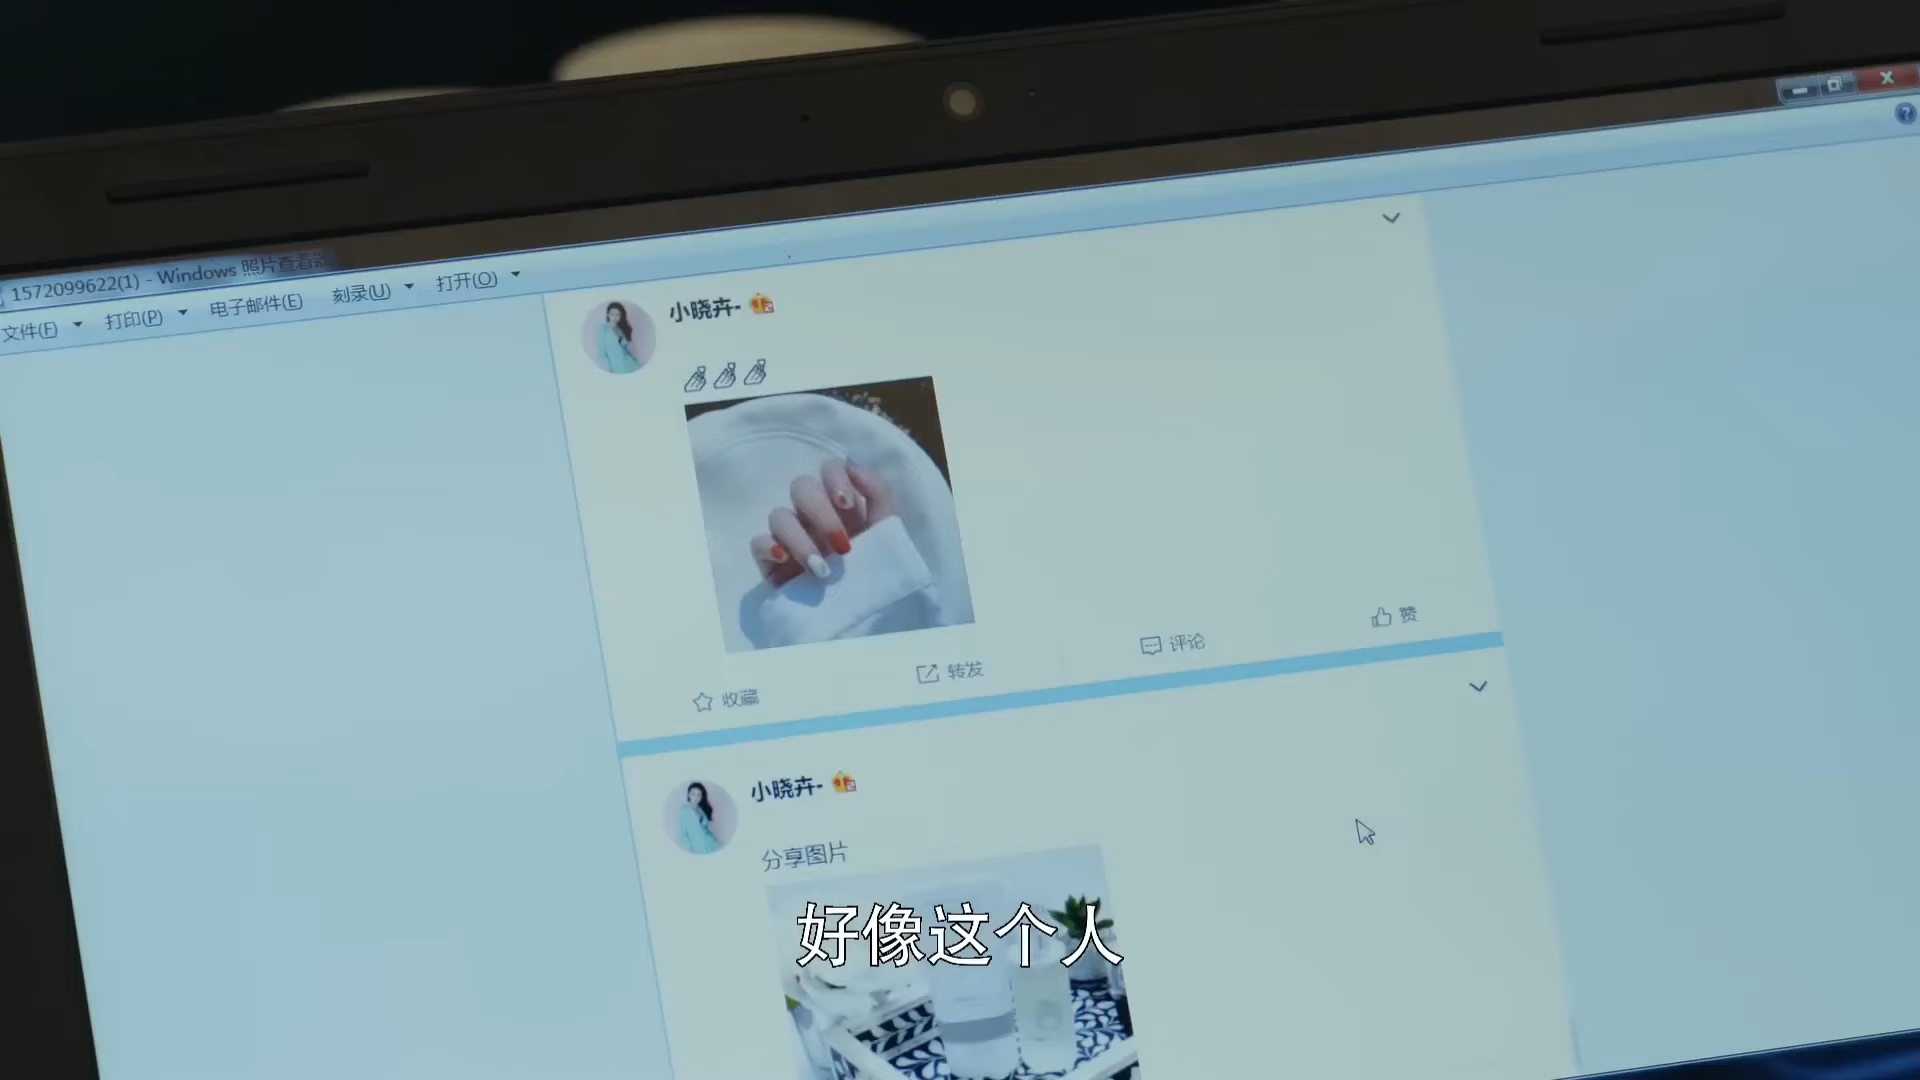 1572099622(1) - Windows 照片查看器
文件(F) 打印(P) 电子邮件(E) 刻录(U) 打开(O)
小晓卉-
收藏 转发 评论 赞
小晓卉-
分享图片
好像这个人